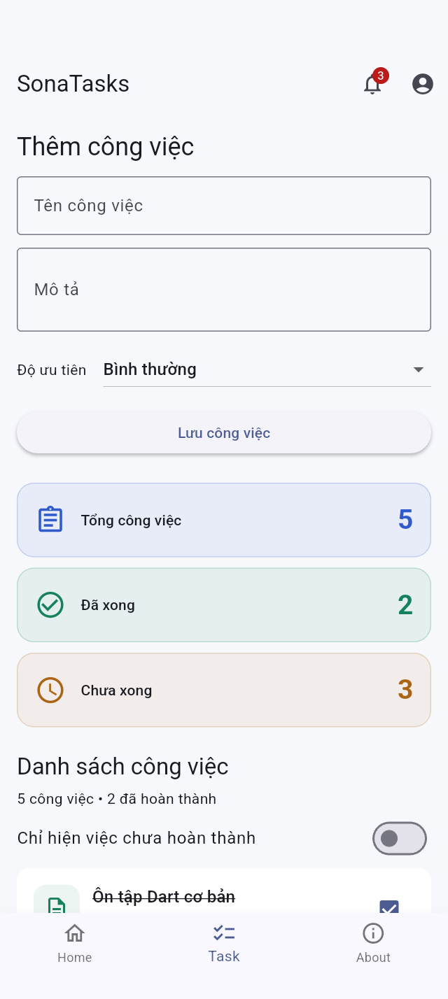 SonaTasks
3
Thêm công việc
Tên công việc
Mô tả
Độ ưu tiên
Bình thường
Lưu công việc
Tổng công việc
5
Đã xong
2
Chưa xong
3
Danh sách công việc
5 công việc • 2 đã hoàn thành
Chỉ hiện việc chưa hoàn thành
Ôn tập Dart cơ bản
Home
Task
About